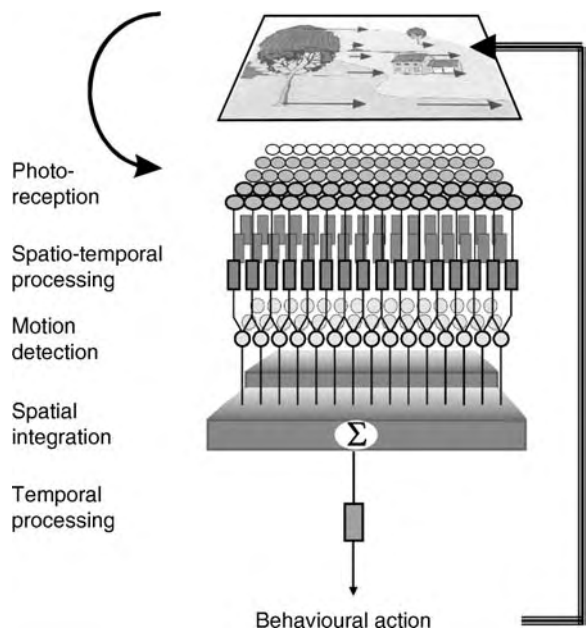 Photo-
reception
Spatio-temporal
processing
Motion
detection
Spatial
integration
Σ
Temporal
processing
Behavioural action